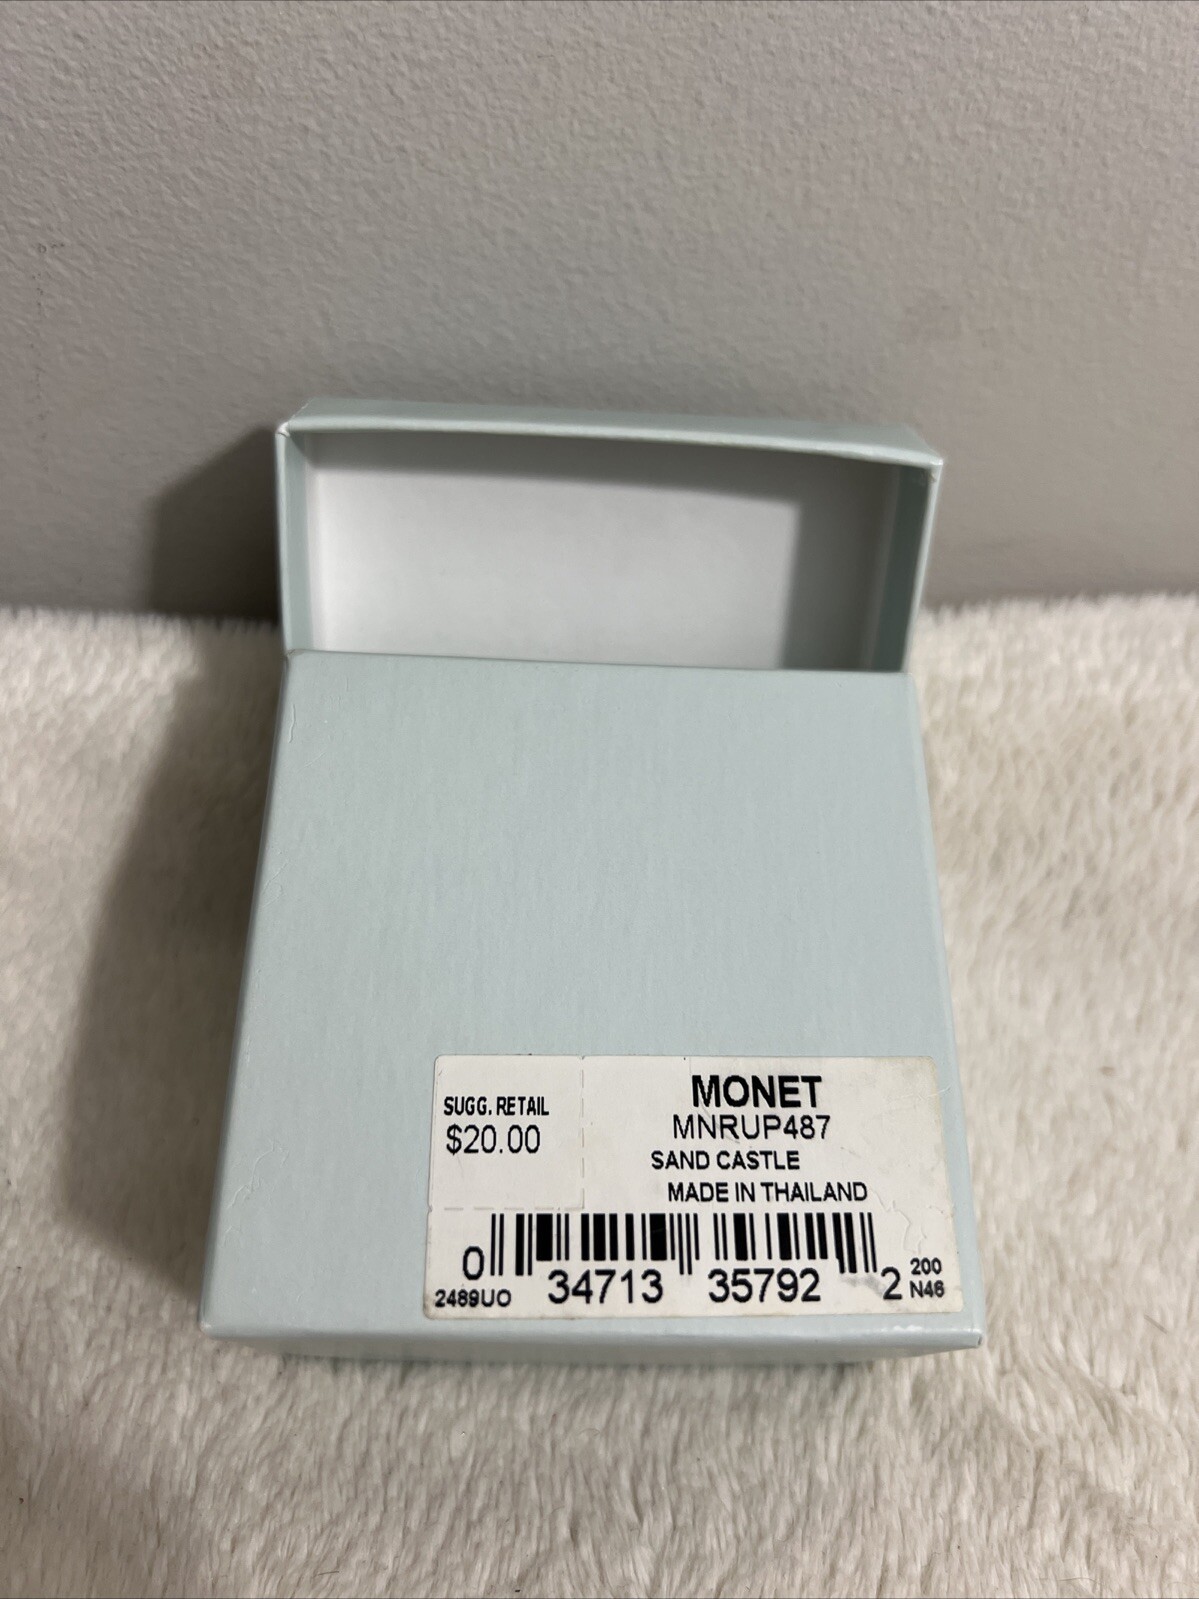 SUGG. RETAIL
$20.00
MONET
MNRUP487
SAND CASTLE
MADE IN THAILAND
0 34713 35792 2
2489UO
200
N46